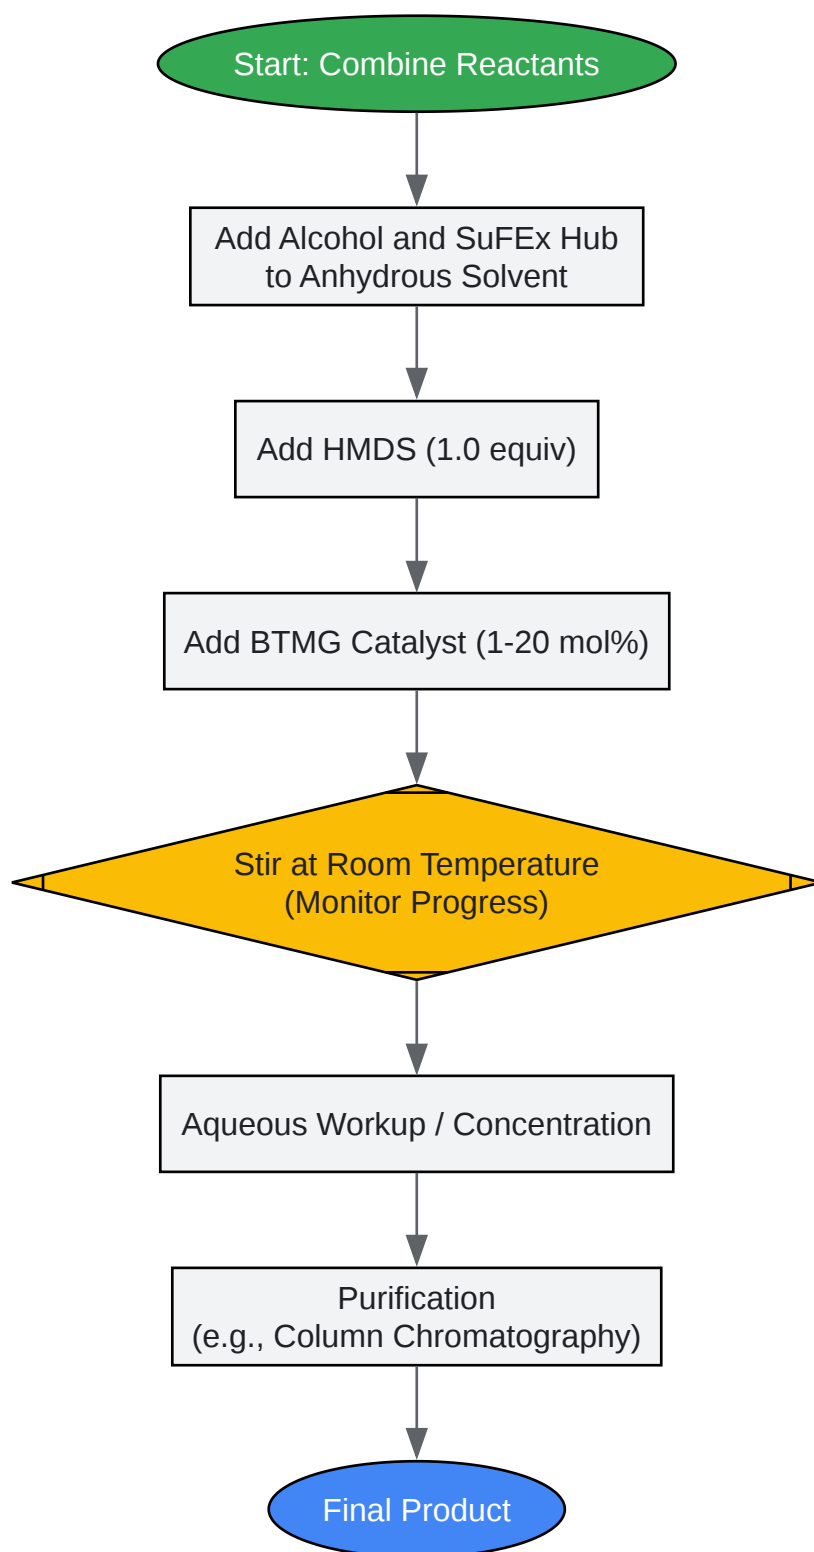 Start: Combine Reactants
Add Alcohol and SuFEx Hub
to Anhydrous Solvent
Add HMDS (1.0 equiv)
Add BTMG Catalyst (1-20 mol%)
Stir at Room Temperature
(Monitor Progress)
Aqueous Workup / Concentration
Purification
(e.g., Column Chromatography)
Final Product